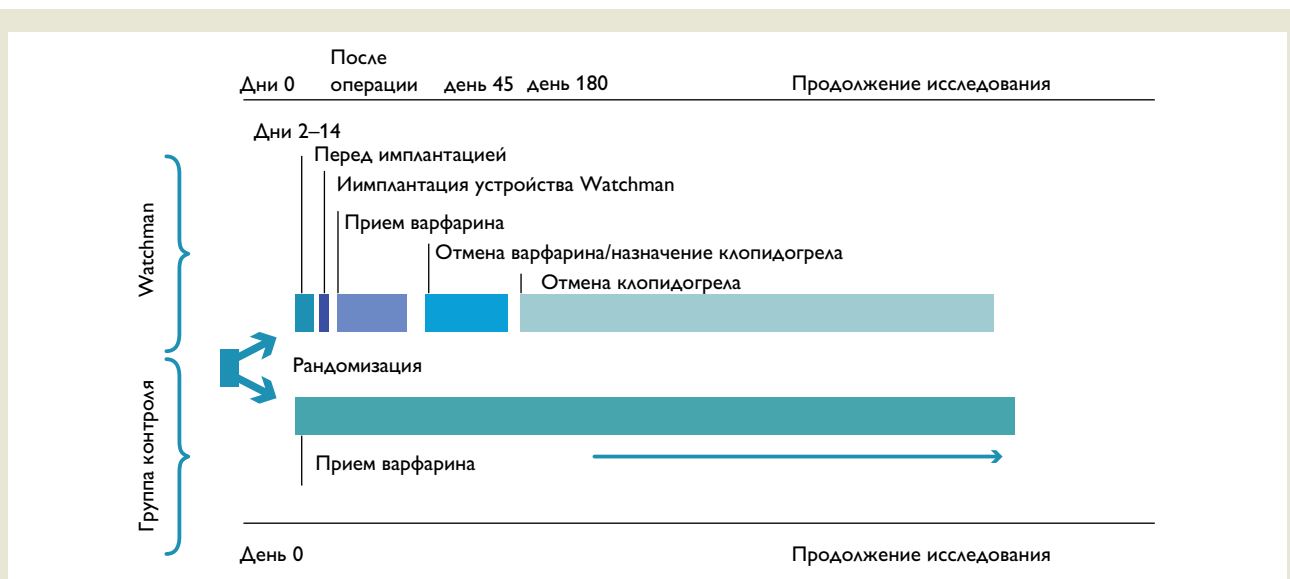 После
Дни 0 операции день 45 день 180 Продолжение исследования
Дни 2–14
Перед имплантацией
Иимплантация устройства Watchman
Прием варфарина
Отмена варфарина/назначение клопидогрела
Отмена клопидогрела
Watchman
Рандомизация
Группа контроля
Прием варфарина
День 0 Продолжение исследования